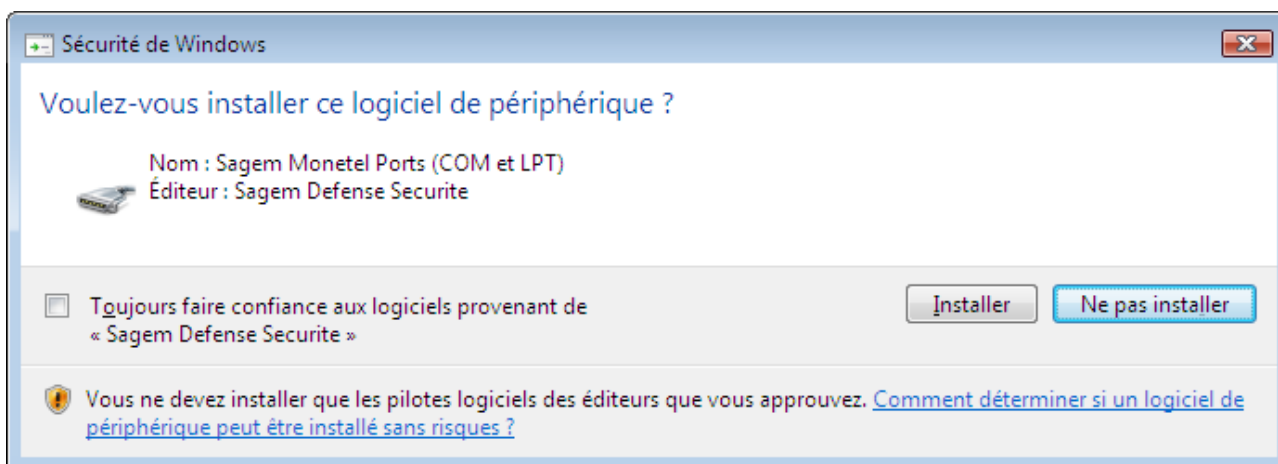 Sécurité de Windows
Voulez-vous installer ce logiciel de périphérique ?
Nom : Sagem Monetel Ports (COM et LPT)
Éditeur : Sagem Defense Securite
Toujours faire confiance aux logiciels provenant de
« Sagem Defense Securite »
Installer
Ne pas installer
Vous ne devez installer que les pilotes logiciels des éditeurs que vous approuvez. Comment déterminer si un logiciel de
périphérique peut être installé sans risques ?